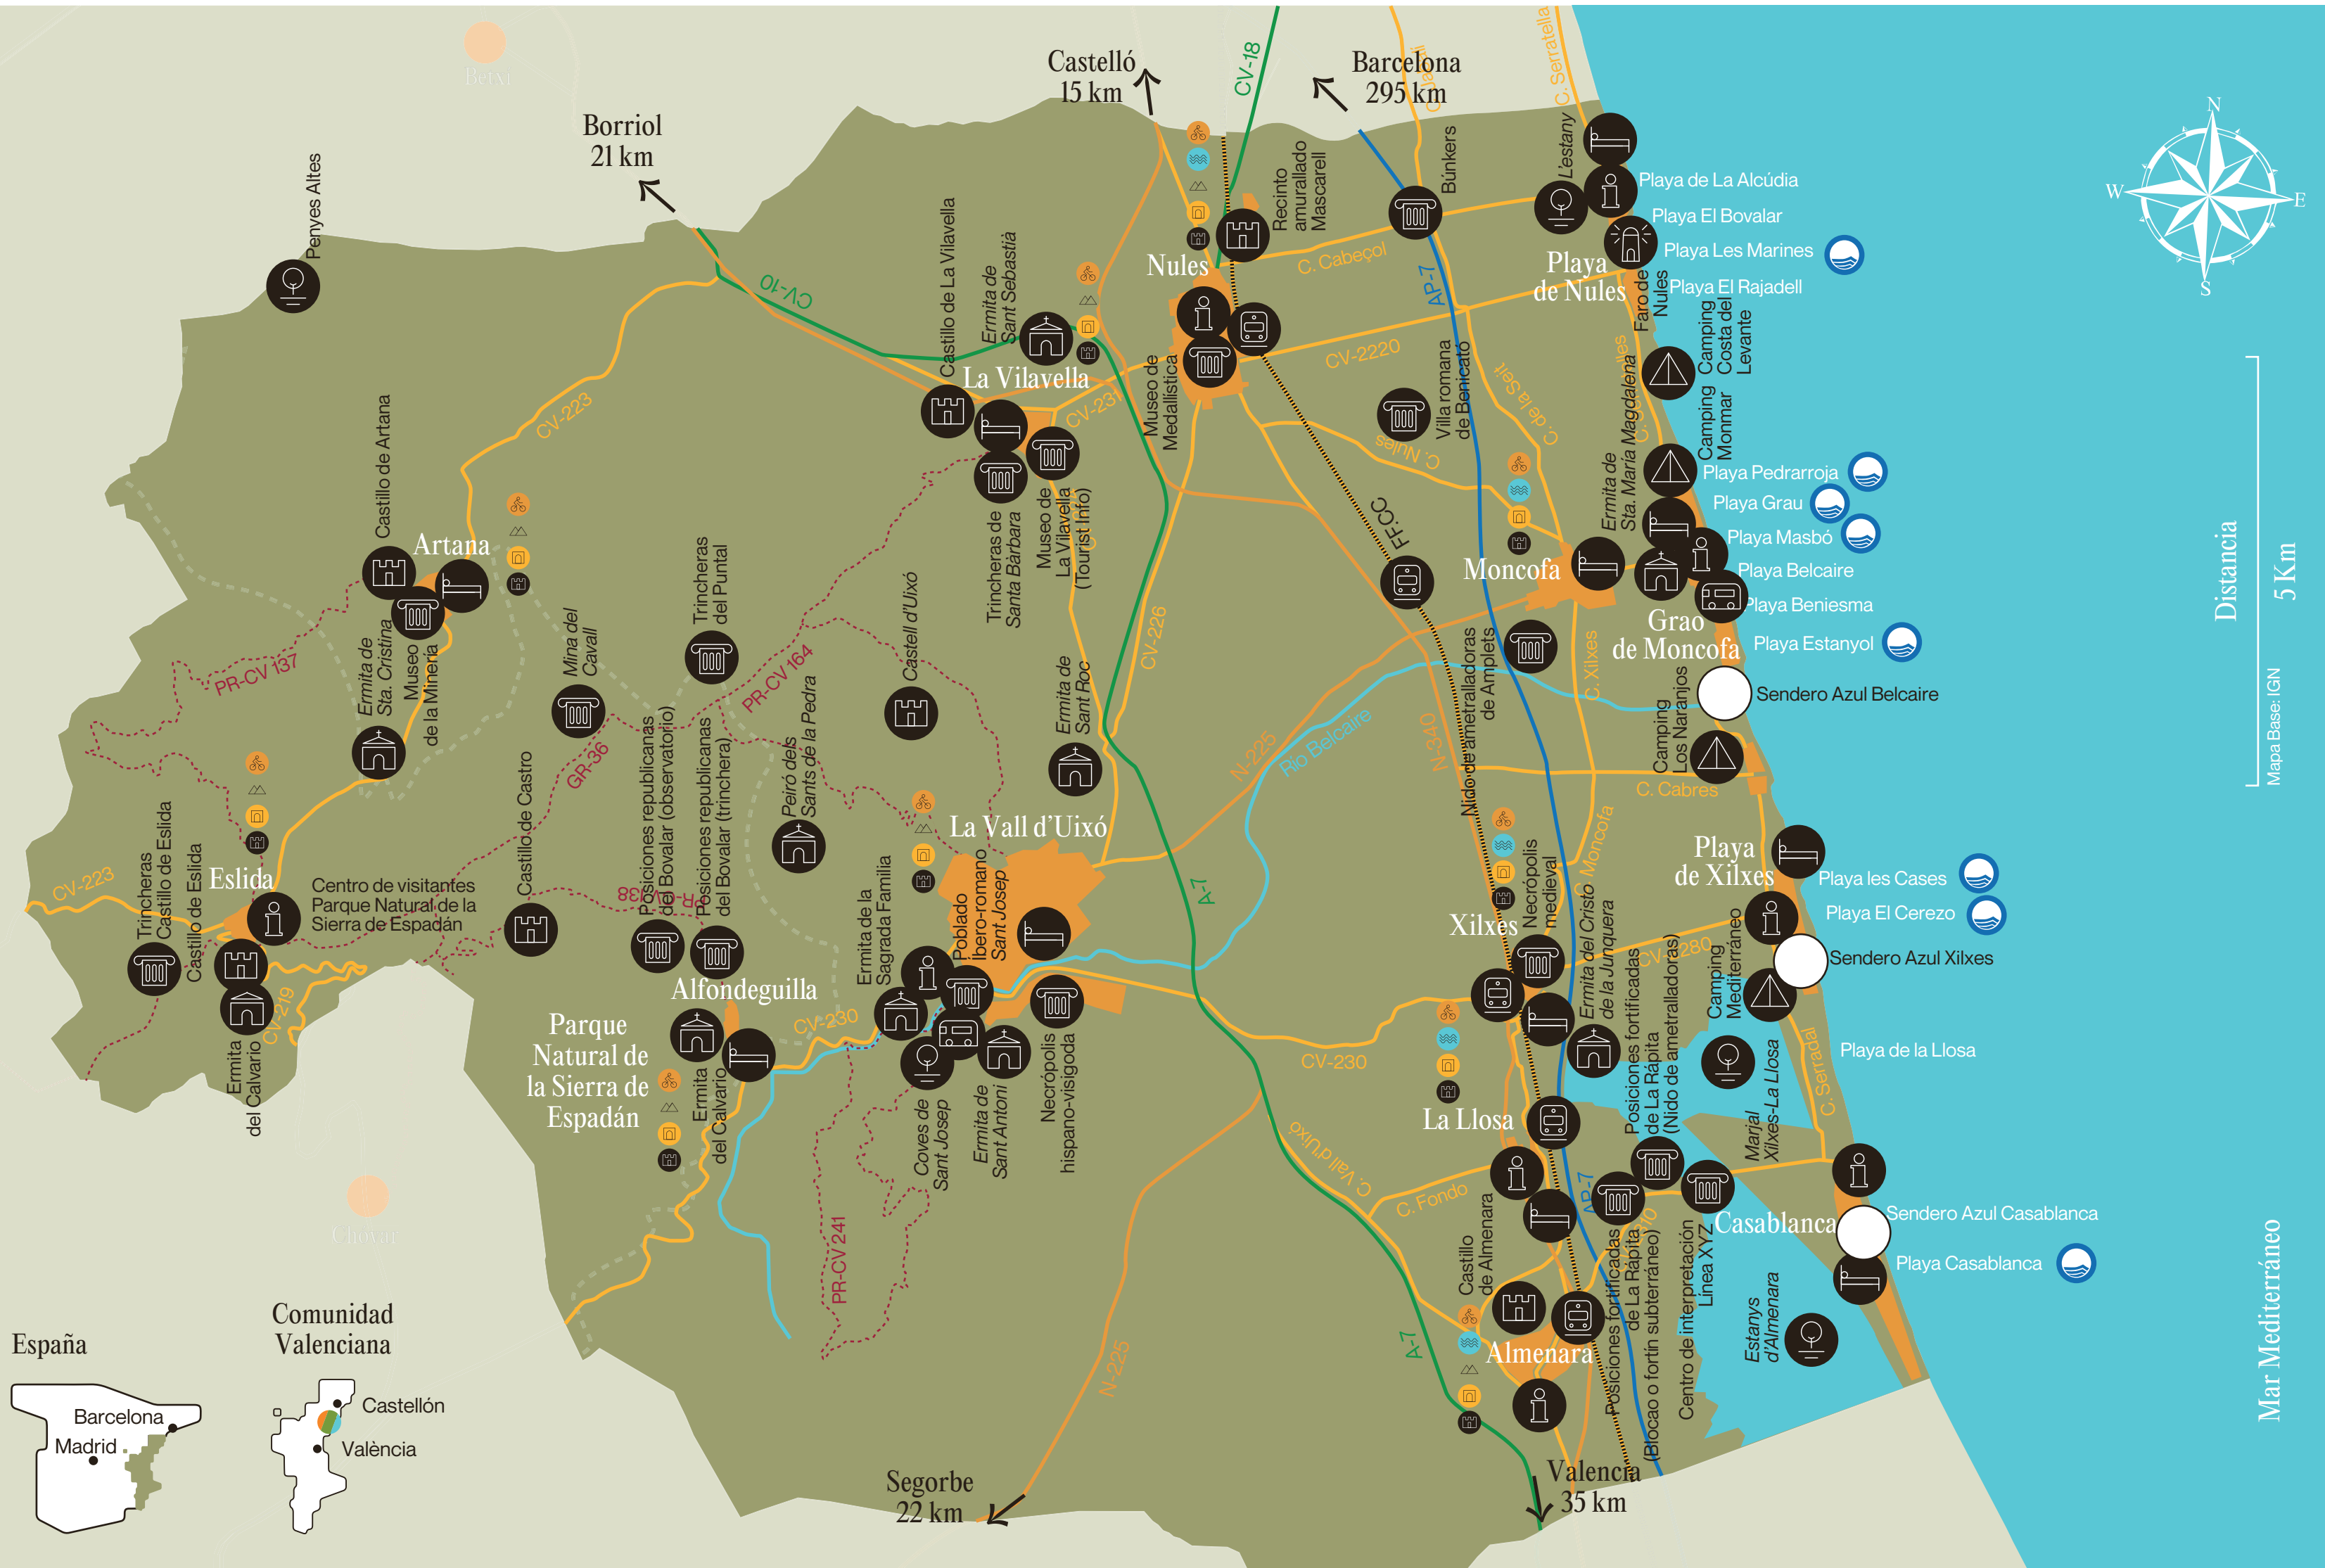 Betxí
Borriol
21 km
Castelló
15 km
CV-18
Barcelona
295 km
C. Serratella
Penyes Altes
Castillo de La Vilavella
Ermita de
Sant Sebastià
Recinto
amurallado
Mascarell
Búnkers
L'estany
Playa de La Alcúdia
Playa El Bovalar
Playa Les Marines
Playa El Rajadell
N
W
E
S
Nules
Playa
de Nules
Faro de
Nules
C. Cabeçol
AP-7
CV-10
CV-2220
La Vilavella
CV-231
Museo de
Medallística
Villa romana
de Benicató
C. de la Seit
C. Nules
Camping
Costa del
Levante
Camping
Monmar
Ermita de
Sta. María Magdalena
Playa Pedrarroja
Playa Grau
Playa Masbó
Playa Belcaire
Playa Beniesma
Playa Estanyol
CV-223
Castillo de Artana
Artana
Ermita de
Sta. Cristina
Museo
de la Minería
PR-CV 137
Mina del
Cavall
Trincheras
del Puntal
PR-CV 164
Castell d'Uixó
Trincheras de
Santa Bàrbara
Museo de
La Vilavella
(Tourist Info)
CV-226
Ermita de
Sant Roc
FF.CC
Moncofa
Grao
de Moncofa
Nido de ametralladoras
de Amplets
C. Xilxes
Camping
Los Naranjos
Sendero Azul Belcaire
Distancia
5 Km
Mapa Base: IGN
N-225
Río Belcaire
N-340
C. Cabres
C. Moncofa
GR-36
Posiciones republicanas
del Bovalar (observatorio)
Posiciones republicanas
del Bovalar (trinchera)
Peiró dels
Sants de la Pedra
PR-CV 138
Castillo de Castro
CV-223
Trincheras
Castillo de Eslida
Castillo de Eslida
Eslida
Centro de visitantes
Parque Natural de la
Sierra de Espadán
CV-219
Ermita
del Calvario
La Vall d'Uixó
Ermita de la
Sagrada Familia
Poblado
íbero-romano
Sant Josep
A-7
Xilxes
Necrópolis
medieval
Ermita del Cristo
de la Junquera
CV-2280
Playa
de Xilxes
Playa les Cases
Playa El Cerezo
Sendero Azul Xilxes
Camping
Mediterráneo
Playa de la Llosa
C. Serradal
Marjal
Xilxes-La Llosa
Alfondeguilla
CV-230
Parque
Natural de
la Sierra de
Espadán
Ermita
del Calvario
PR-CV 241
Coves de
Sant Josep
Ermita de
Sant Antoni
Necrópolis
hispano-visigoda
CV-230
La Llosa
C. Vall d'Uixó
C. Fondo
Posiciones fortificadas
de La Rápita
(Nido de ametralladoras)
AP-7
Casablanca
Sendero Azul Casablanca
Playa Casablanca
Castillo
de Almenara
Almenara
Posiciones fortificadas
de La Rápita
(Blocao o fortín subterráneo)
Centro de interpretación
Línea XYZ
Estanys
d'Almenara
Mar Mediterráneo
A-7
N-225
Chóvar
España
Barcelona
Madrid
Comunidad
Valenciana
Castellón
València
Segorbe
22 km
Valencia
35 km